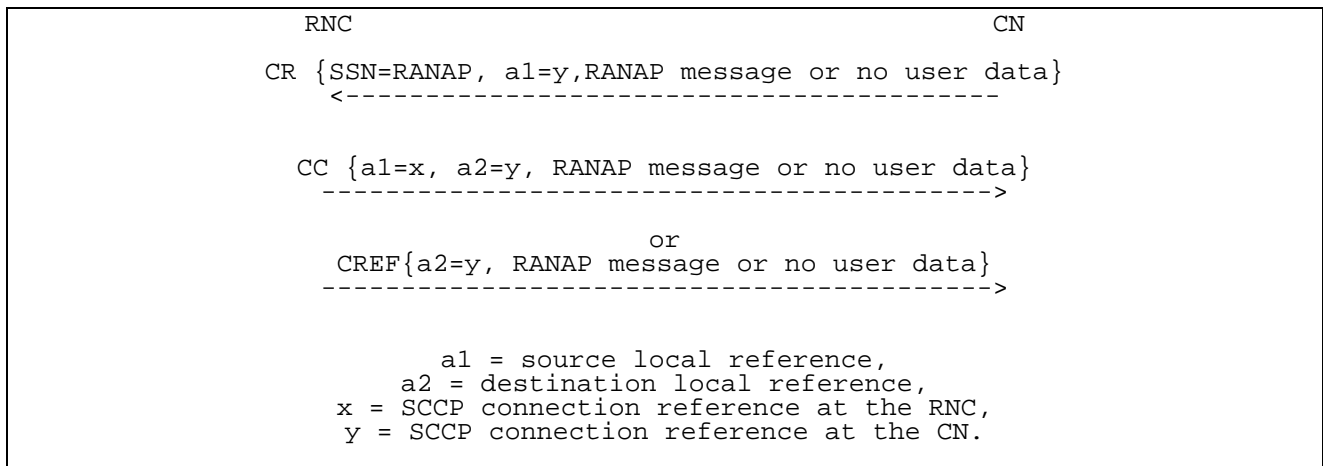 RNC CN
CR {SSN=RANAP, a1=y,RANAP message or no user data}
<-----------------------------------------
CC {a1=x, a2=y, RANAP message or no user data}
------------------------------------------>
or
CREF{a2=y, RANAP message or no user data}
------------------------------------------>
a1 = source local reference,
a2 = destination local reference,
x = SCCP connection reference at the RNC,
y = SCCP connection reference at the CN.